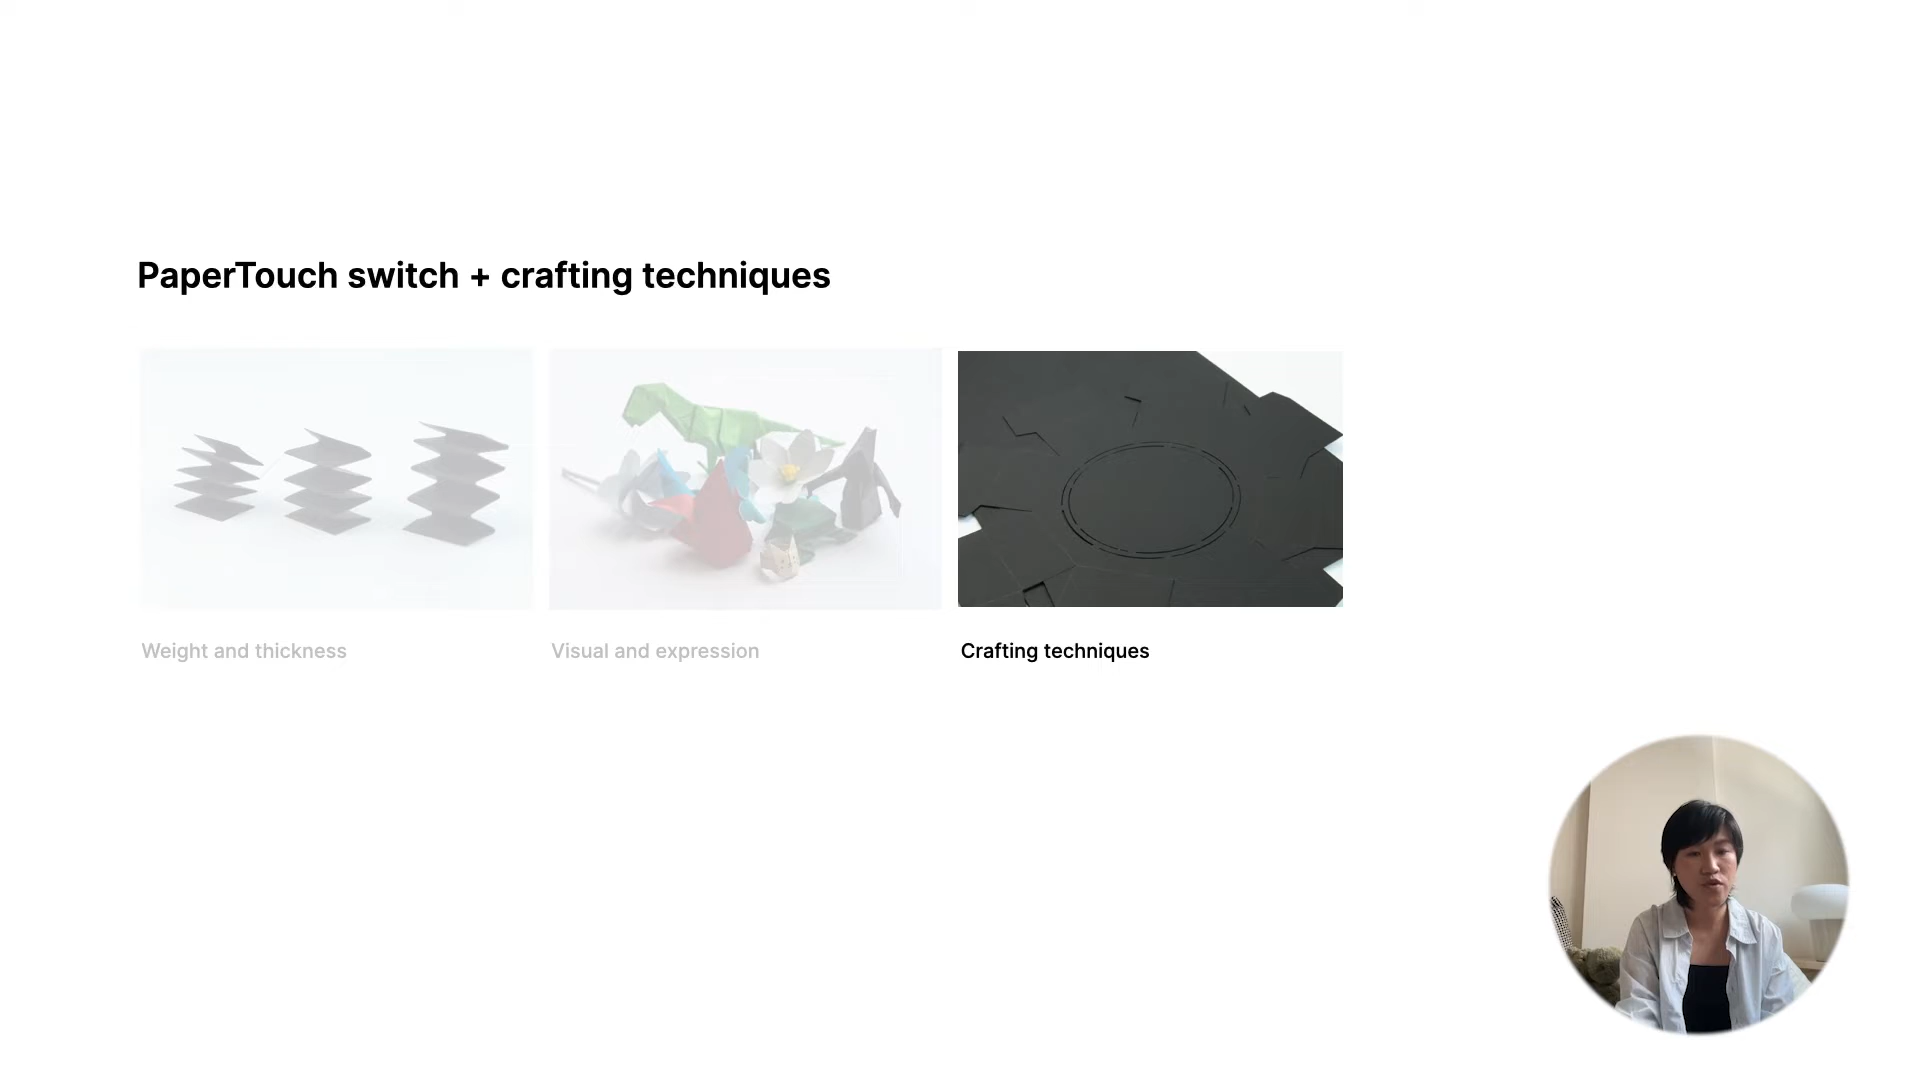 PaperTouch switch + crafting techniques
Weight and thickness
Visual and expression
Crafting techniques